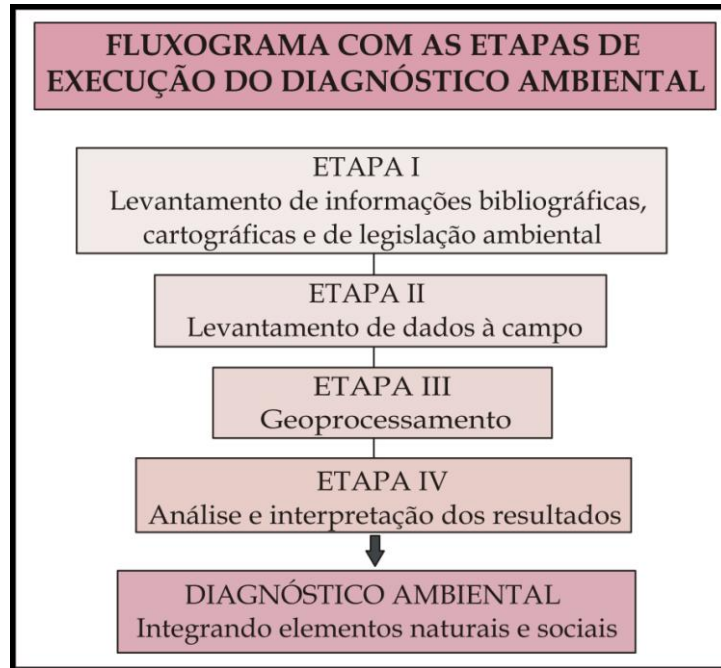 FLUXOGRAMA COM AS ETAPAS DE
EXECUÇÃO DO DIAGNÓSTICO AMBIENTAL
ETAPA I
Levantamento de informações bibliográficas,
cartográficas e de legislação ambiental
ETAPA II
Levantamento de dados à campo
ETAPA III
Geoprocessamento
ETAPA IV
Análise e interpretação dos resultados
DIAGNÓSTICO AMBIENTAL
Integrando elementos naturais e sociais